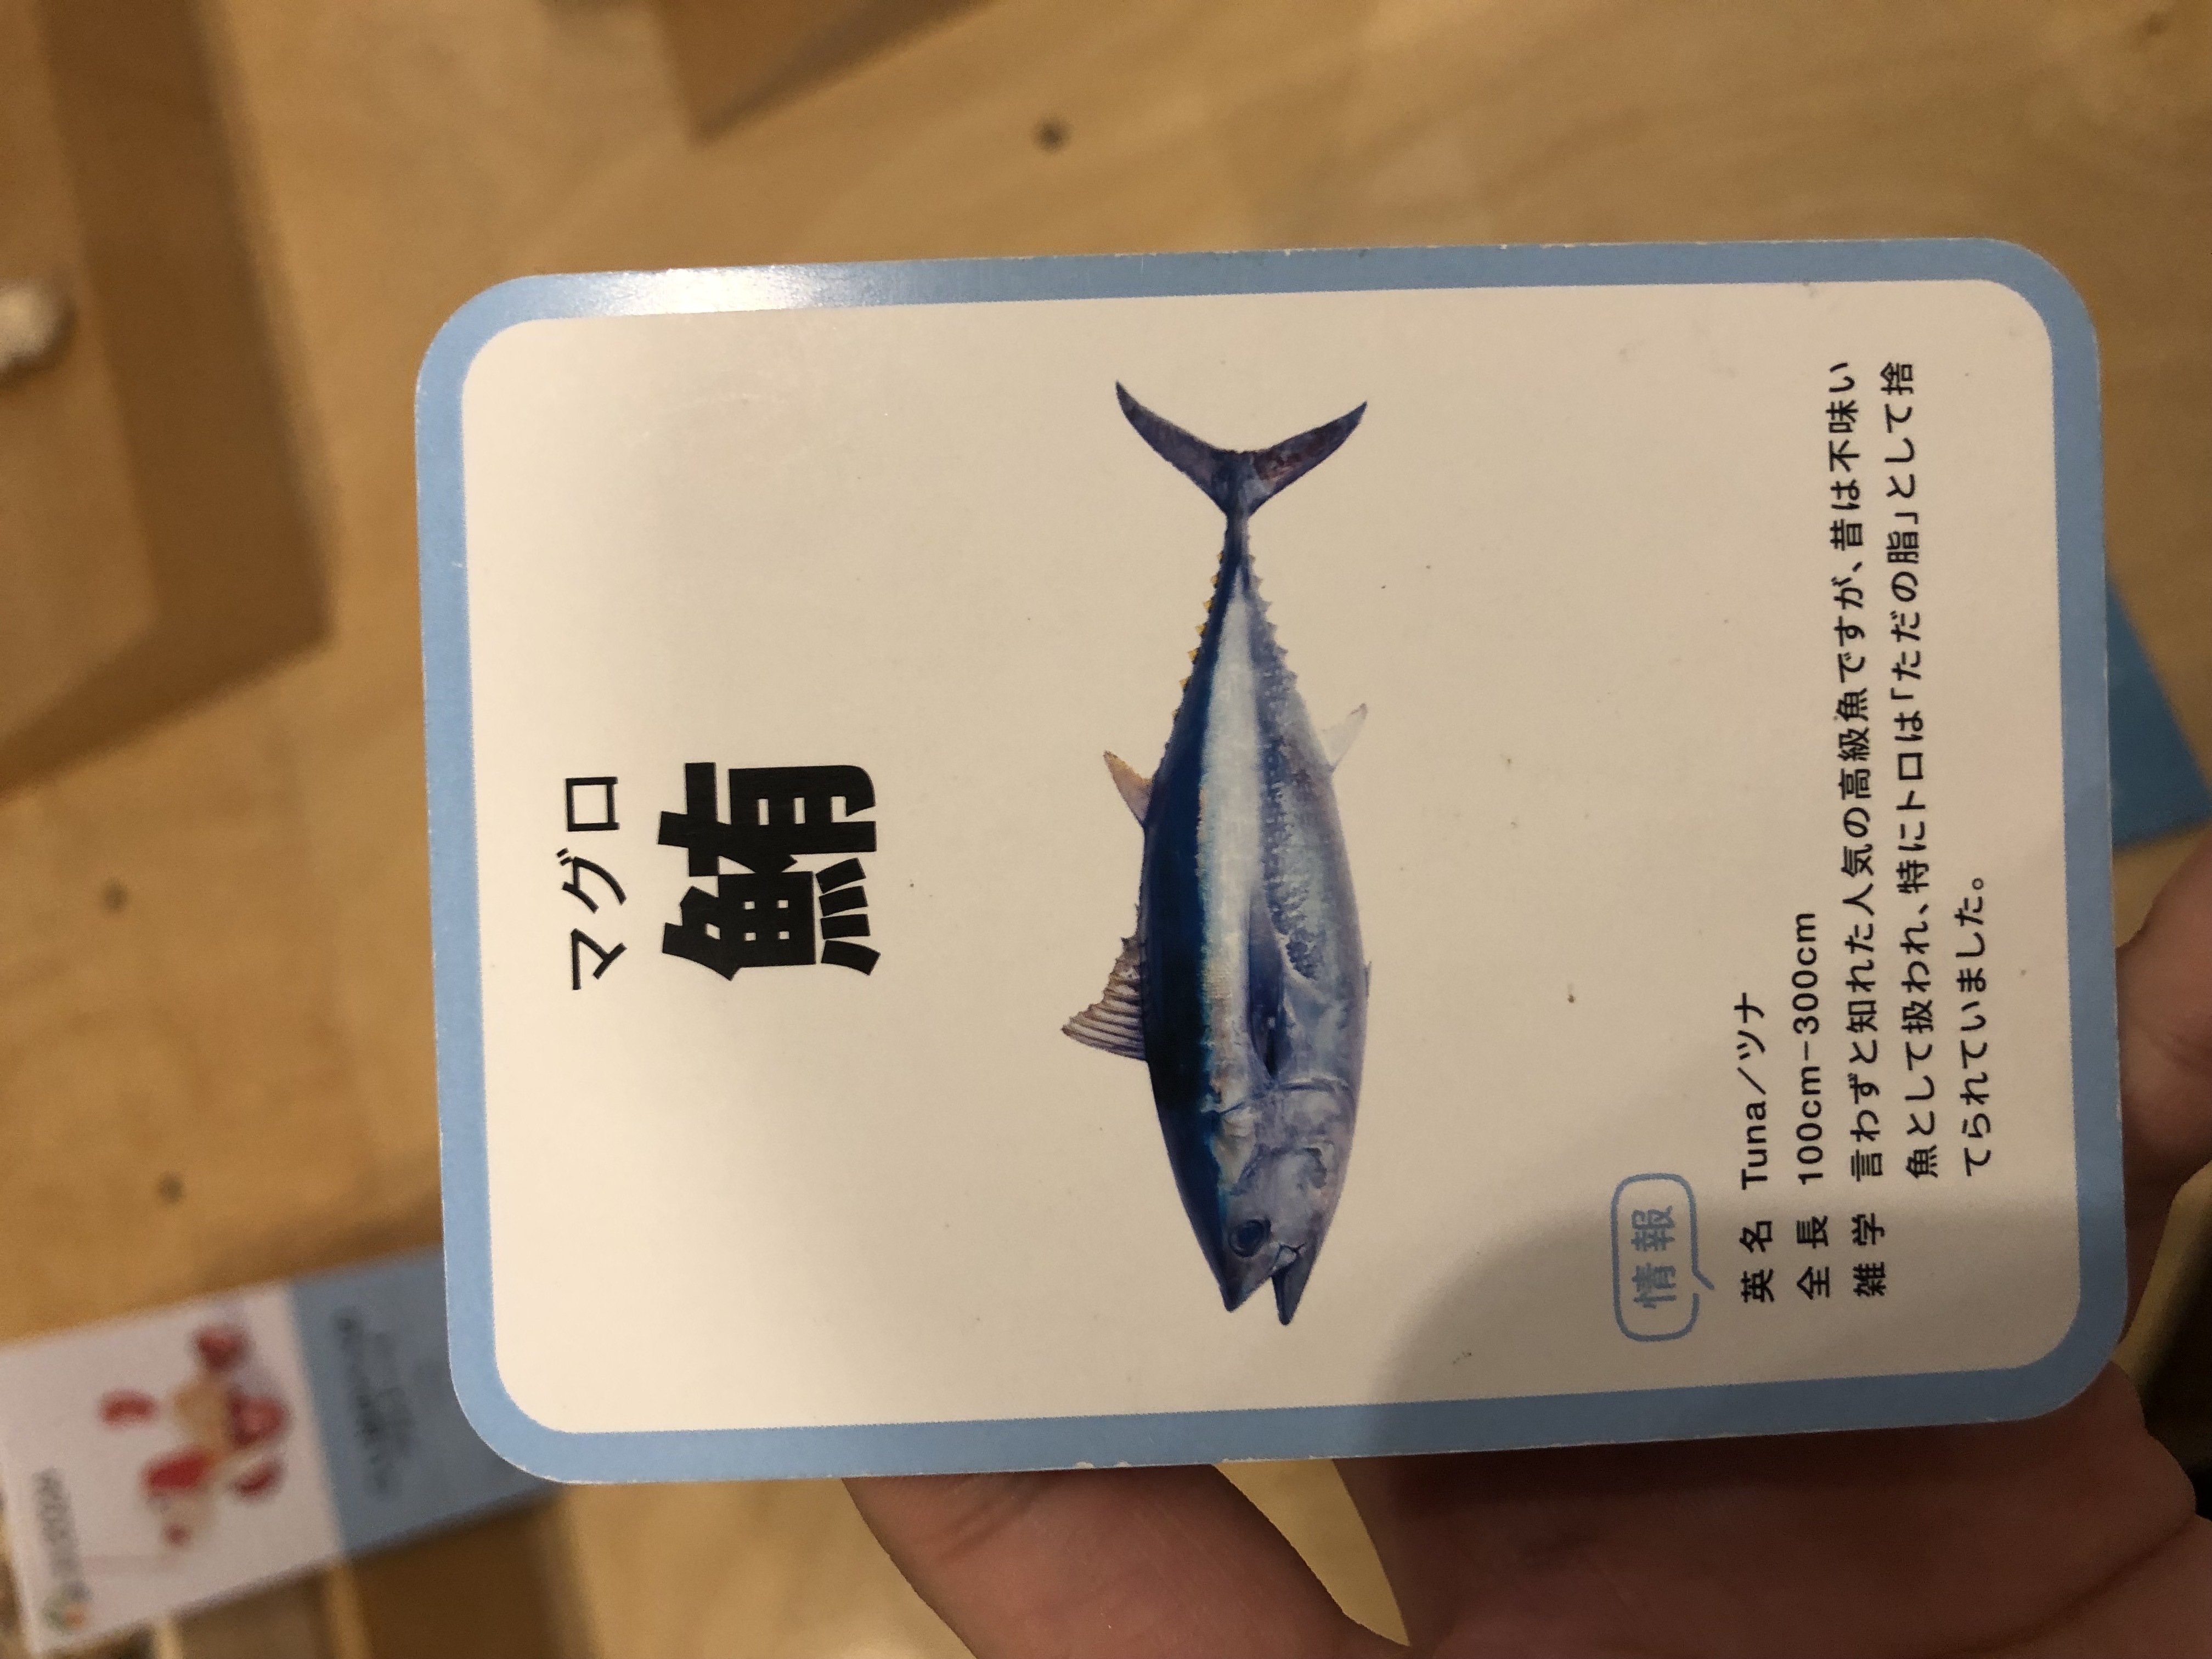 マグロ
鮪
情報
英名 Tuna／ツナ
全長 100cm−300cm
雑学 言わずと知れた人気の高級魚ですが、昔は不味い
魚として扱われ、特にトロは「ただの脂」として捨
てられていました。